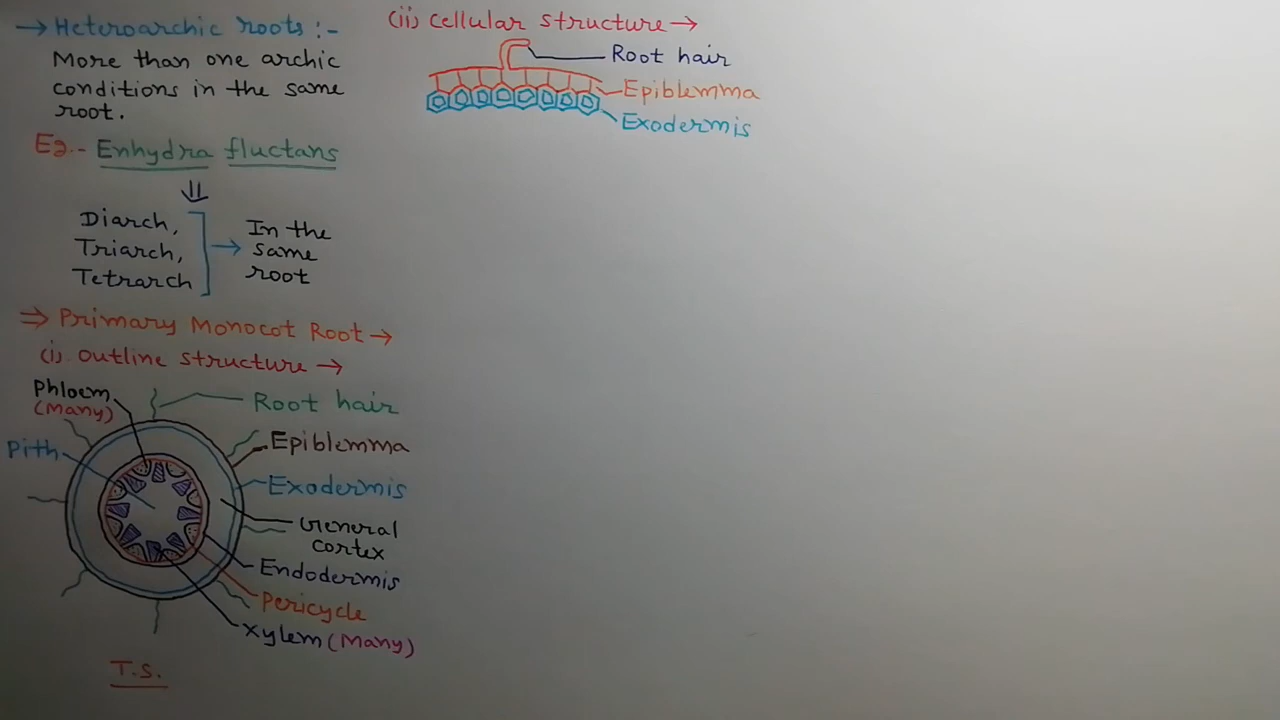 → Heteroarchic roots :-
More than one archic
conditions in the same
root.
Eg.- Enhydra fluctans
⇓
Diarch,
Triarch,
Tetrarch
→ In the
same
root
⇒ Primary Monocot Root →
(i) outline structure →
Phloem
(Many)
Pith
Root hair
Epiblemma
Exodermis
General
cortex
Endodermis
Pericycle
Xylem (Many)
T.S.
(ii) cellular structure →
Root hair
Epiblemma
Exodermis